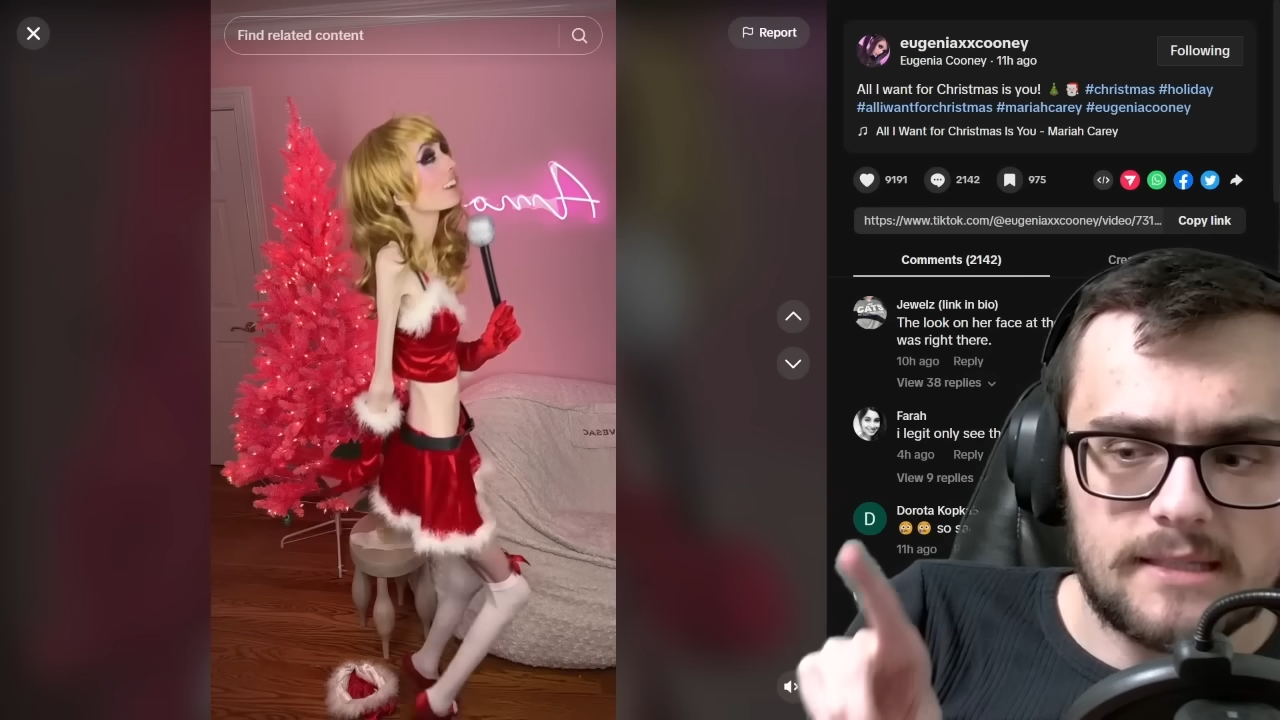 Find related content
Report
eugeniaxxcooney
Eugenia Cooney · 11h ago
Following
All I want for Christmas is you! 🎄 🎅 #christmas #holiday
#alliwantforchristmas #mariahcarey #eugeniacooney
All I Want for Christmas Is You - Mariah Carey
9191
2142
975
https://www.tiktok.com/@eugeniaxxcooney/video/731...
Copy link
Comments (2142)
Anna
VESAC
CATS
Jewelz (link in bio)
The look on her face at th
was right there.
10h ago Reply
View 38 replies
Farah
i legit only see th
4h ago Reply
View 9 replies
D
Dorota
😳 😳 so
11h ago